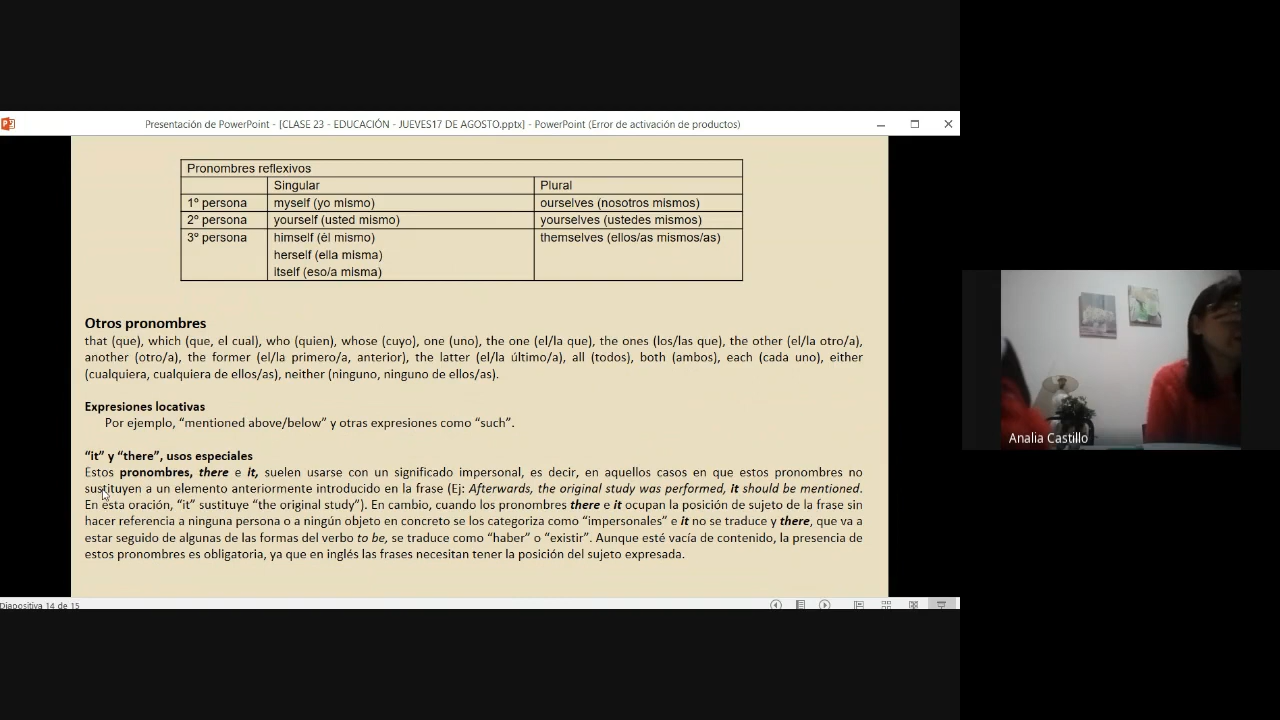 Presentación de PowerPoint - [CLASE 23 - EDUCACIÓN - JUEVES17 DE AGOSTO.pptx] - PowerPoint (Error de activación de productos)
Pronombres reflexivos
Singular Plural
1º persona myself (yo mismo) ourselves (nosotros mismos)
2º persona yourself (usted mismo) yourselves (ustedes mismos)
3º persona himself (él mismo) themselves (ellos/as mismos/as)
herself (ella misma)
itself (eso/a misma)
Otros pronombres
that (que), which (que, el cual), who (quien), whose (cuyo), one (uno), the one (el/la que), the ones (los/las que), the other (el/la otro/a),
another (otro/a), the former (el/la primero/a, anterior), the latter (el/la último/a), all (todos), both (ambos), each (cada uno), either
(cualquiera, cualquiera de ellos/as), neither (ninguno, ninguno de ellos/as).
Expresiones locativas
Por ejemplo, “mentioned above/below” y otras expresiones como “such”.
“it” y “there”, usos especiales
Estos pronombres, there e it, suelen usarse con un significado impersonal, es decir, en aquellos casos en que estos pronombres no
sustituyen a un elemento anteriormente introducido en la frase (Ej: Afterwards, the original study was performed, it should be mentioned.
En esta oración, “it” sustituye “the original study”). En cambio, cuando los pronombres there e it ocupan la posición de sujeto de la frase sin
hacer referencia a ninguna persona o a ningún objeto en concreto se los categoriza como “impersonales” e it no se traduce y there, que va a
estar seguido de algunas de las formas del verbo to be, se traduce como “haber” o “existir”. Aunque esté vacía de contenido, la presencia de
estos pronombres es obligatoria, ya que en inglés las frases necesitan tener la posición del sujeto expresada.
Diapositiva 14 de 15
Analia Castillo